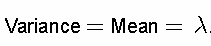 Variance = Mean = λ.